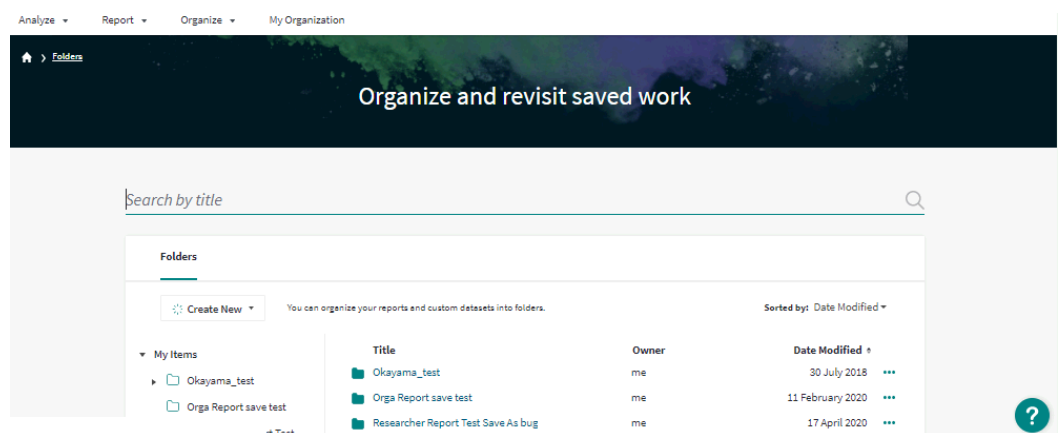 Analyze Report Organize My Organization
Folders
Organize and revisit saved work
Search by title
Folders
Create New You can organize your reports and custom datasets into folders. Sorted by: Date Modified
My Items
Okayama_test
Orga Report save test
Title Owner Date Modified
Okayama_test me 30 July 2018
Orga Report save test me 11 February 2020
Researcher Report Test Save As bug me 17 April 2020
?